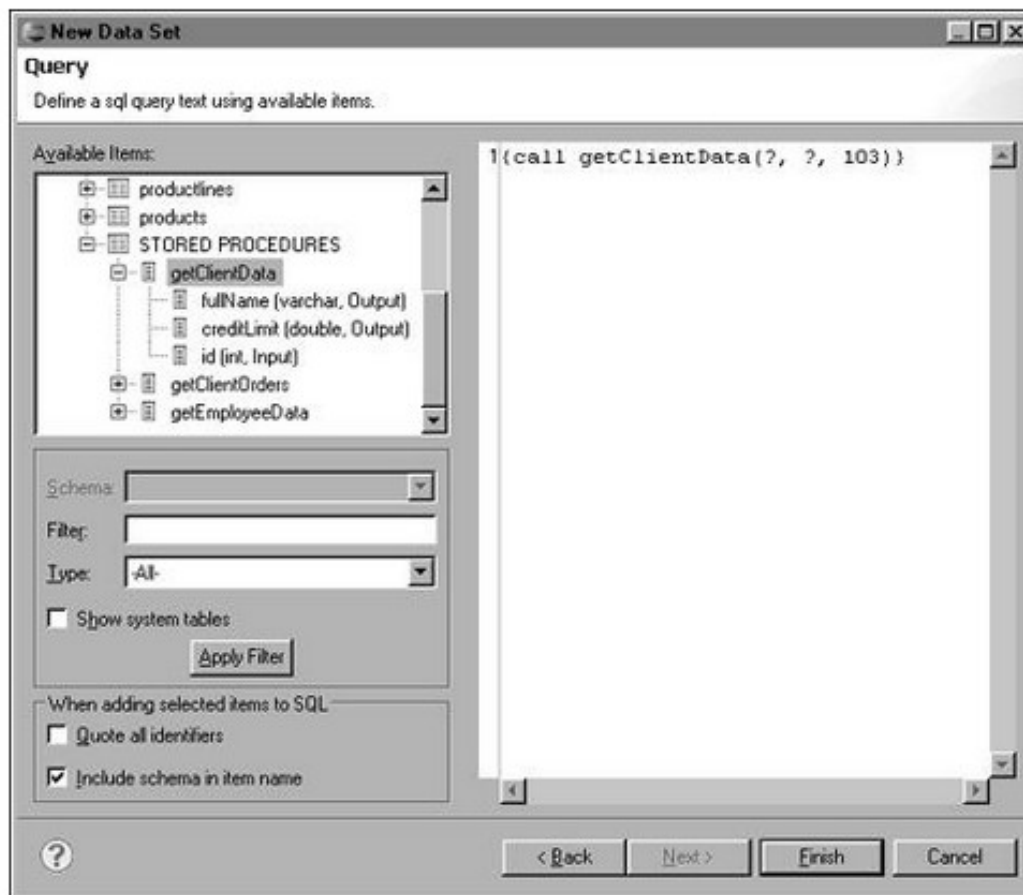 New Data Set
Query
Define a sql query text using available items.
Available Items:
productlines
products
STORED PROCEDURES
getClientData
fullName (varchar, Output)
creditLimit (double, Output)
id (int, Input)
getClientOrders
getEmployeeData
Schema:
Filter:
Type: -All-
Show system tables
Apply Filter
When adding selected items to SQL
Quote all identifiers
Include schema in item name
1{call getClientData(?, ?, 103)}
?
< Back
Next >
Finish
Cancel